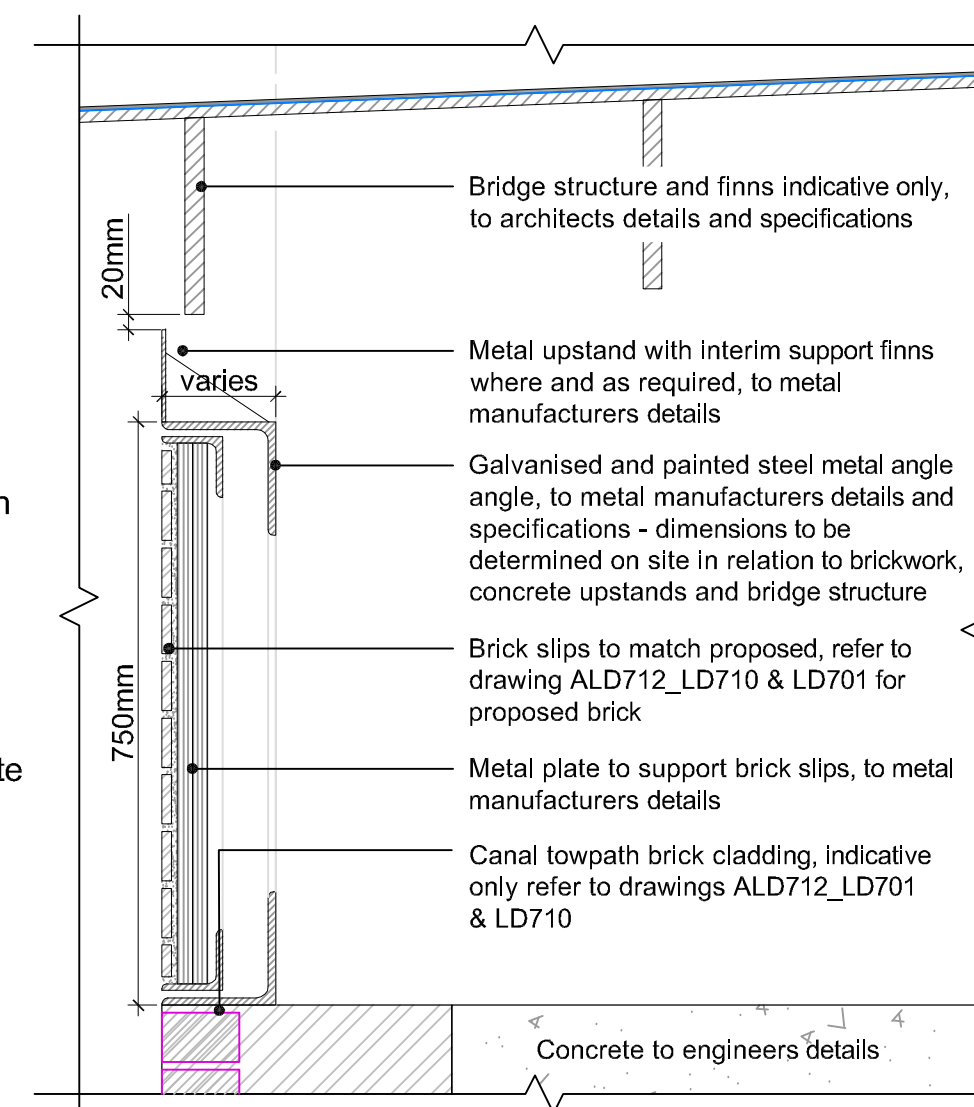 Bridge structure and finns indicative only,
to architects details and specifications
20mm
Metal upstand with interim support finns
where and as required, to metal
manufacturers details
varies
Galvanised and painted steel metal angle
angle, to metal manufacturers details and
specifications - dimensions to be
determined on site in relation to brickwork,
concrete upstands and bridge structure
Brick slips to match proposed, refer to
drawing ALD712_LD710 & LD701 for
proposed brick
750mm
Metal plate to support brick slips, to metal
manufacturers details
Canal towpath brick cladding, indicative
only refer to drawings ALD712_LD701
& LD710
Concrete to engineers details